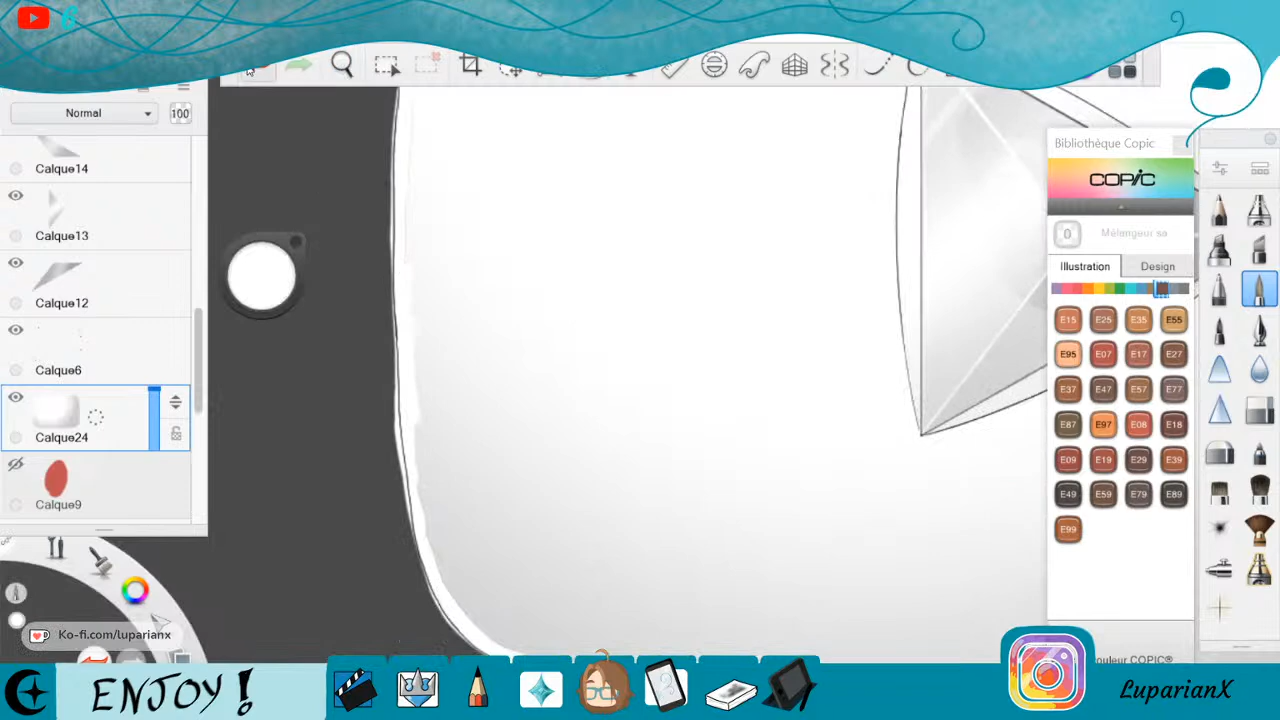 Normal
100
Calque14
Calque13
Calque12
Calque6
Calque24
Calque9
Bibliothèque Copic
COPIC
0 Mélangeur sa
Illustration Design
E15 E25 E35 E55
E95 E07 E17 E27
E37 E47 E57 E77
E87 E97 E08 E18
E09 E19 E29 E39
E49 E59 E79 E89
E99
ouleur COPIC®
Ko-fi.com/luparianx
ENJOY !
LuparianX